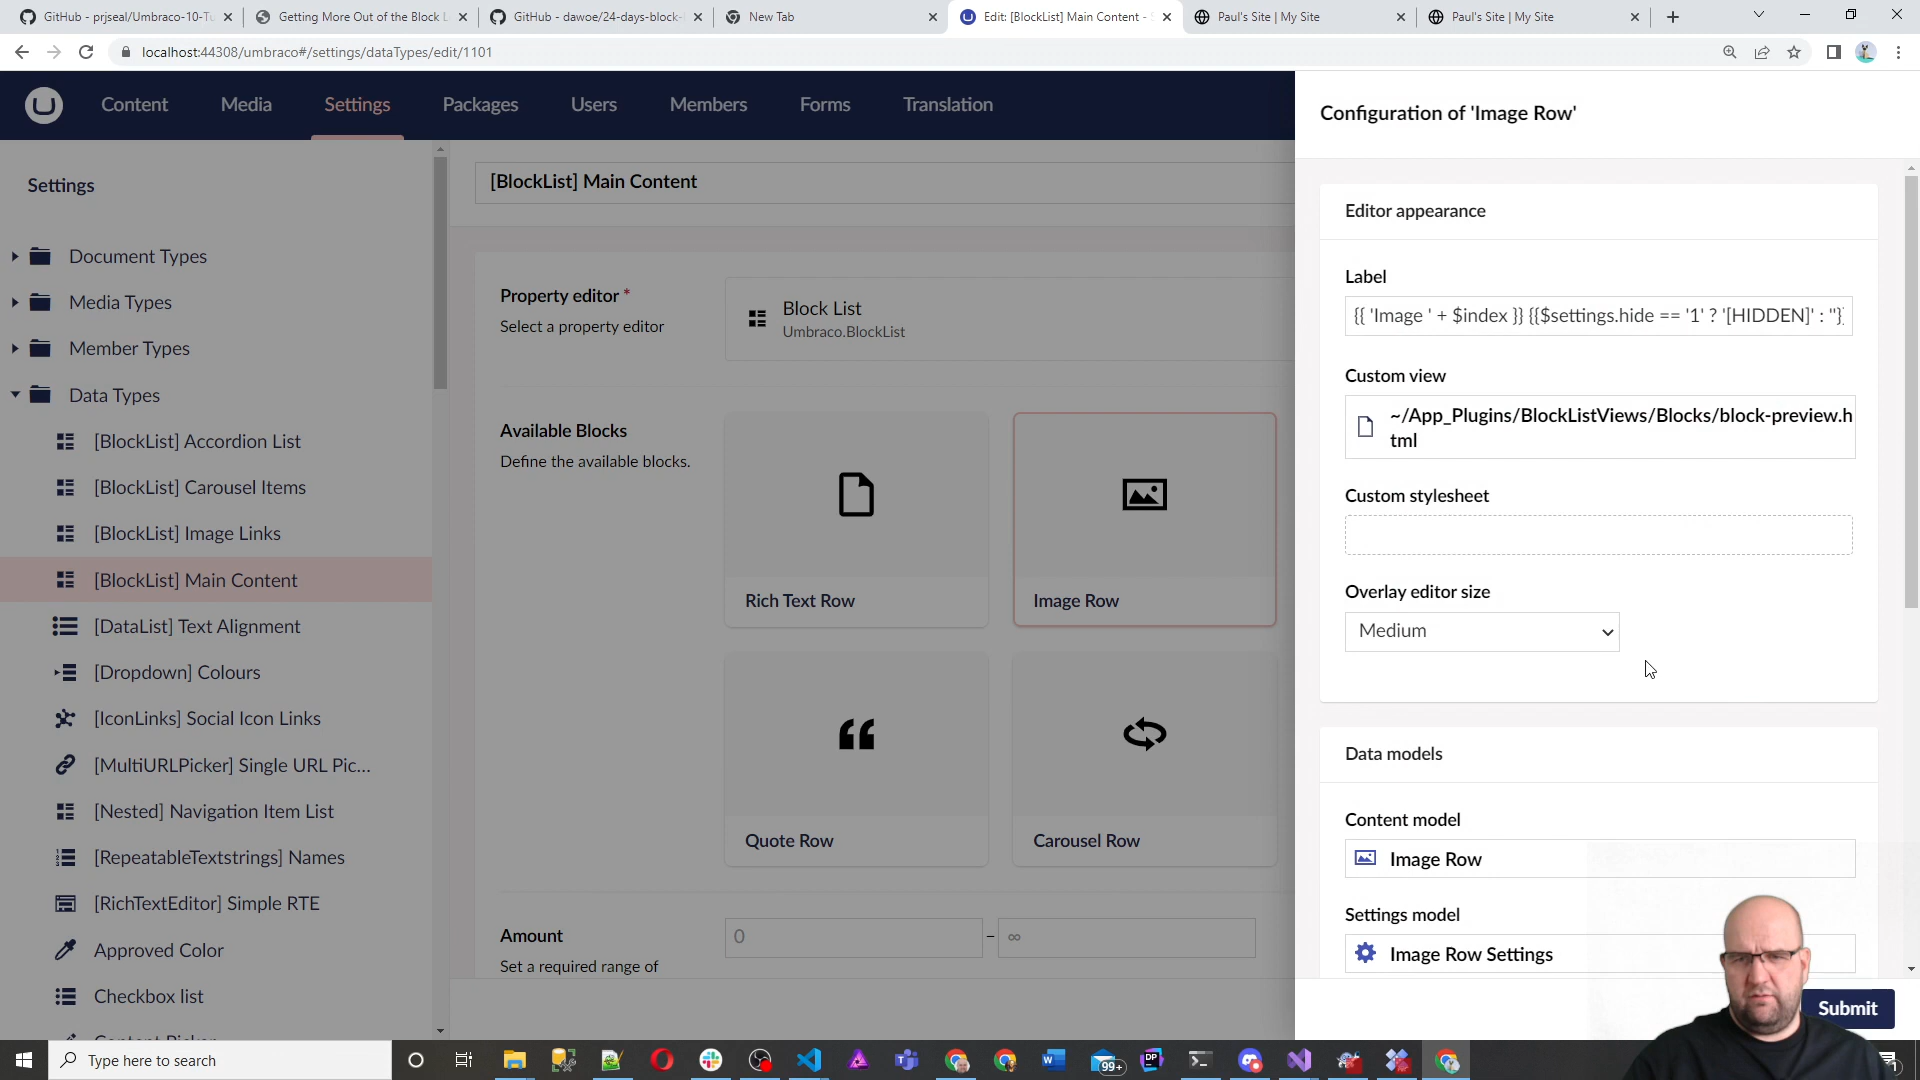 GitHub - prjseal/Umbraco-10-Tu
Getting More Out of the Block L
GitHub - dawoe/24-days-block-
New Tab
Edit: [BlockList] Main Content -
Paul's Site | My Site
Paul's Site | My Site
localhost:44308/umbraco#/settings/dataTypes/edit/1101
Content
Media
Settings
Packages
Users
Members
Forms
Translation
Settings
Document Types
Media Types
Member Types
Data Types
[BlockList] Accordion List
[BlockList] Carousel Items
[BlockList] Image Links
[BlockList] Main Content
[DataList] Text Alignment
[Dropdown] Colours
[IconLinks] Social Icon Links
[MultiURLPicker] Single URL Pic...
[Nested] Navigation Item List
[RepeatableTextstrings] Names
[RichTextEditor] Simple RTE
Approved Color
Checkbox list
[BlockList] Main Content
Property editor *
Select a property editor
Block List
Umbraco.BlockList
Available Blocks
Define the available blocks.
Rich Text Row
Image Row
Quote Row
Carousel Row
Amount
Set a required range of
0
–
∞
Configuration of 'Image Row'
Editor appearance
Label
{{ 'Image ' + $index }} {{$settings.hide == '1' ? '[HIDDEN]' : ''}
Custom view
~/App_Plugins/BlockListViews/Blocks/block-preview.h
tml
Custom stylesheet
Overlay editor size
Medium
Data models
Content model
Image Row
Settings model
Image Row Settings
Submit
Type here to search
99+